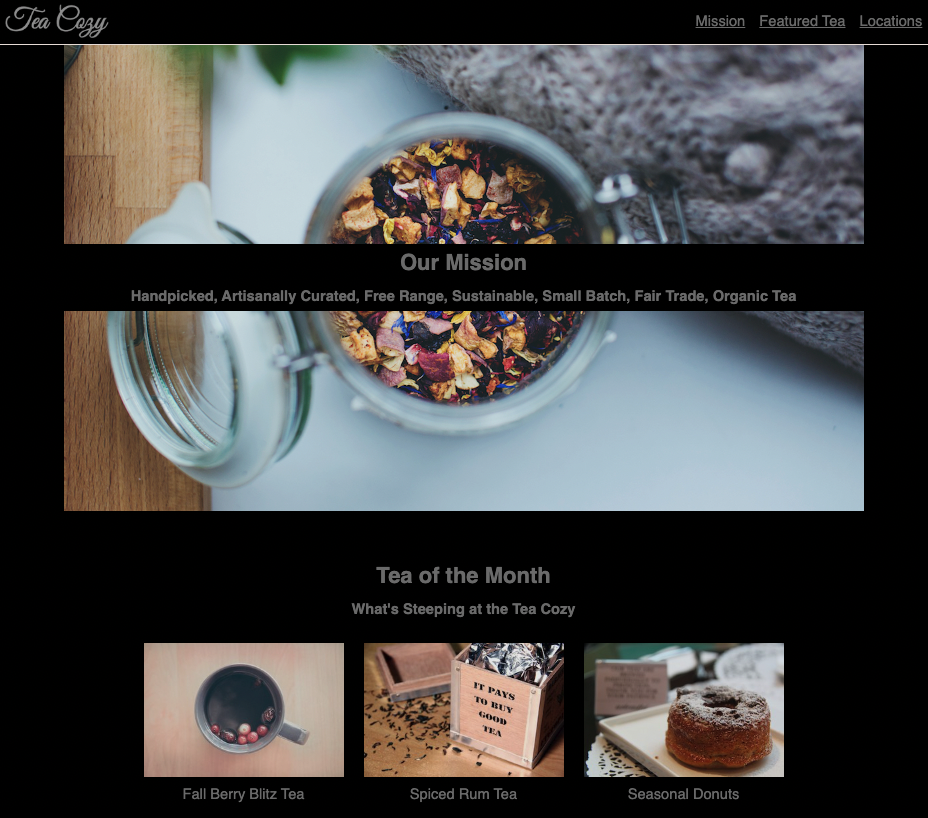 Tea Cozy
Mission Featured Tea Locations
Our Mission
Handpicked, Artisanally Curated, Free Range, Sustainable, Small Batch, Fair Trade, Organic Tea
Tea of the Month
What's Steeping at the Tea Cozy
IT PAYS
TO BUY
GOOD
TEA
Fall Berry Blitz Tea
Spiced Rum Tea
Seasonal Donuts